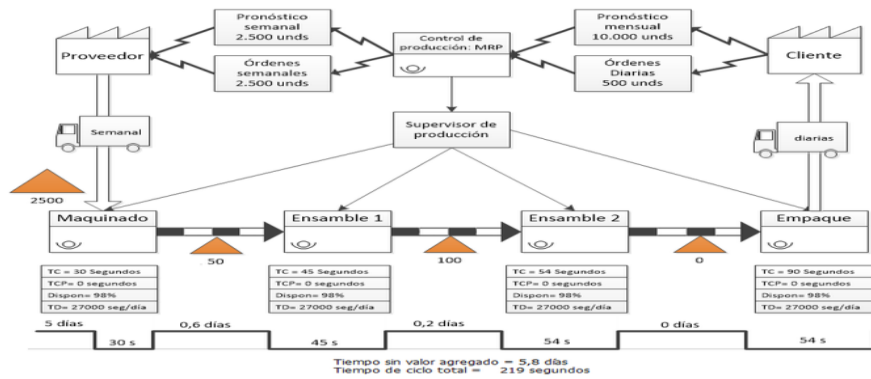 Pronóstico
semanal
2.500 unds
Control de
producción: MRP
Pronóstico
mensual
10.000 unds
Proveedor
Cliente
Órdenes
semanales
2.500 unds
Órdenes
Diarias
500 unds
Semanal
Supervisor de
producción
diarias
2500
Maquinado
Ensamble 1
Ensamble 2
Empaque
50
100
0
TC = 30 Segundos
TCP= 0 segundos
Dispon= 98%
TD= 27000 seg/día
TC = 45 Segundos
TCP= 0 segundos
Dispon= 98%
TD= 27000 seg/día
TC = 54 Segundos
TCP= 0 segundos
Dispon= 98%
TD= 27000 seg/día
TC = 90 Segundos
TCP= 0 segundos
Dispon= 98%
TD= 27000 seg/día
5 días
0,6 días
0,2 días
0 días
30 s
45 s
54 s
54 s
Tiempo sin valor agregado = 5,8 días
Tiempo de ciclo total = 219 segundos